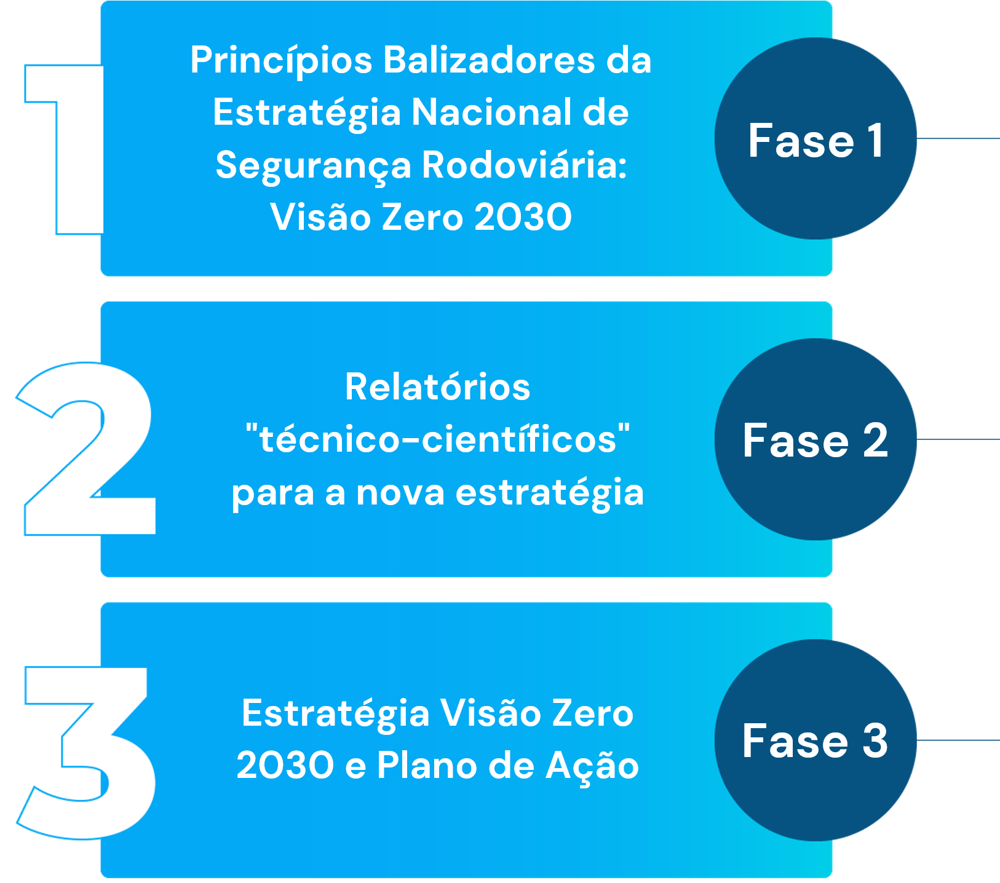 1
Princípios Balizadores da
Estratégia Nacional de
Segurança Rodoviária:
Visão Zero 2030
Fase 1
2
Relatórios
"técnico-científicos"
para a nova estratégia
Fase 2
3
Estratégia Visão Zero
2030 e Plano de Ação
Fase 3